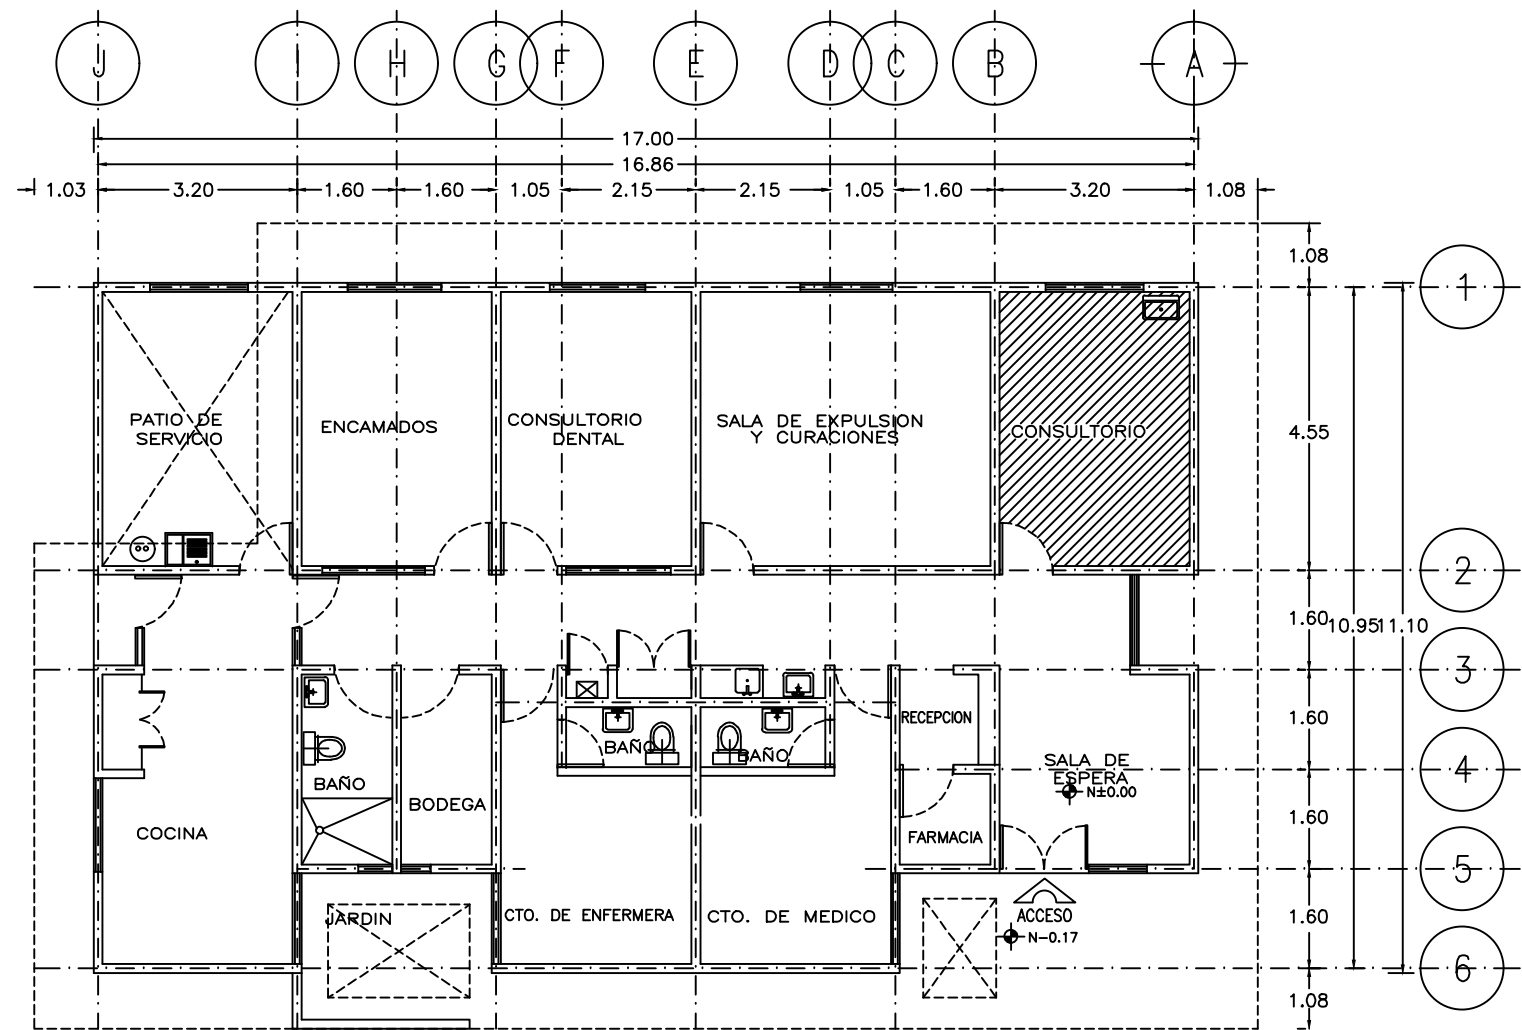 J I H G F E D C B A
17.00
16.86
1.03 3.20 1.60 1.60 1.05 2.15 2.15 1.05 1.60 3.20 1.08
1.08
1
PATIO DE
SERVICIO
ENCAMADOS
CONSULTORIO
DENTAL
SALA DE EXPULSION
Y CURACIONES
CONSULTORIO
4.55
2
1.60 10.95 11.10
3
RECEPCION
1.60
BAÑO
BAÑO
SALA DE
ESPERA
N±0.00
4
BAÑO
BODEGA
COCINA
FARMACIA
1.60
5
JARDIN
CTO. DE ENFERMERA
CTO. DE MEDICO
ACCESO
N-0.17
1.60
6
1.08